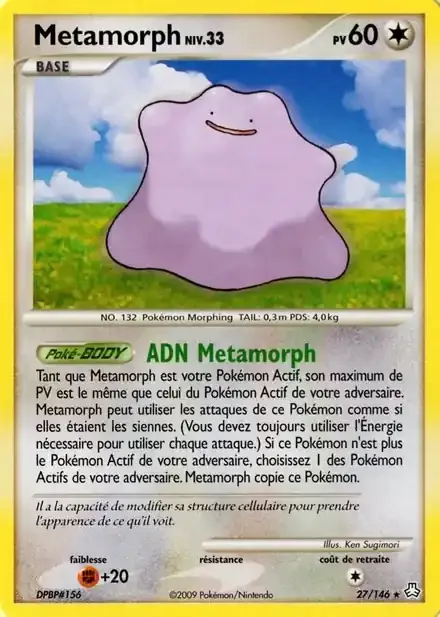 Metamorph NIV.33 PV 60
BASE
NO. 132 Pokémon Morphing TAIL: 0,3 m PDS: 4,0 kg
Poké-BODY ADN Metamorph
Tant que Metamorph est votre Pokémon Actif, son maximum de
PV est le même que celui du Pokémon Actif de votre adversaire.
Metamorph peut utiliser les attaques de ce Pokémon comme si
elles étaient les siennes. (Vous devez toujours utiliser l'Énergie
nécessaire pour utiliser chaque attaque.) Si ce Pokémon n'est plus
le Pokémon Actif de votre adversaire, choisissez 1 des Pokémon
Actifs de votre adversaire. Metamorph copie ce Pokémon.
Il a la capacité de modifier sa structure cellulaire pour prendre
l'apparence de ce qu'il voit.
Illus. Ken Sugimori
faiblesse résistance coût de retraite
+20
DPBP#156 ©2009 Pokémon/Nintendo 27/146 ★